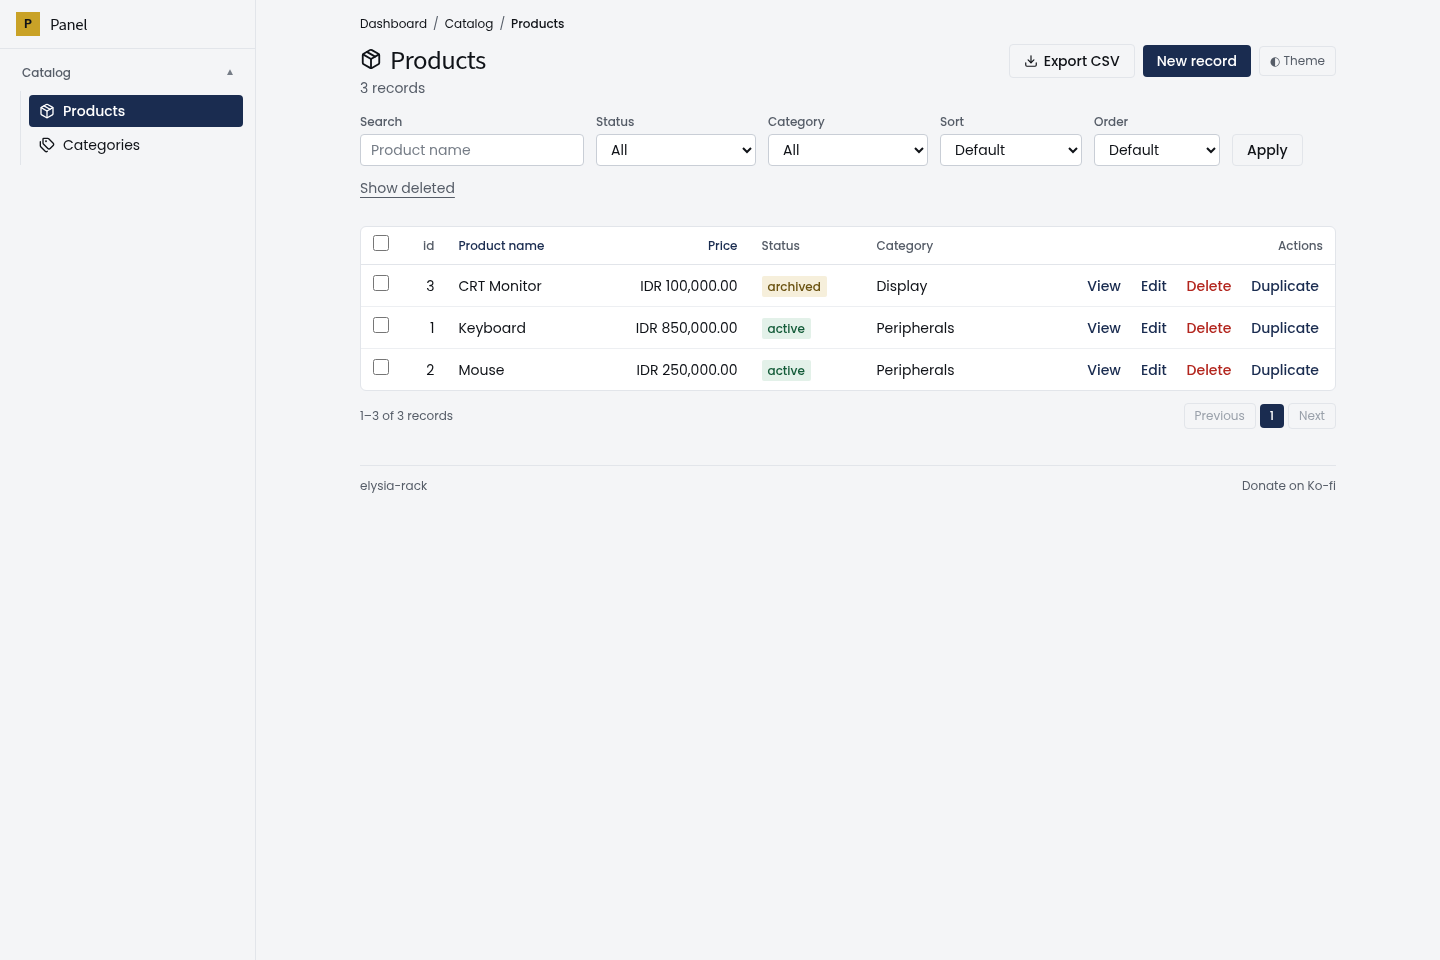 P Panel
Catalog ▲
Products
Categories
Dashboard / Catalog / Products
Products
3 records
Export CSV
New record
◐ Theme
Search
Product name
Status
All
Category
All
Sort
Default
Order
Default
Apply
Show deleted
id Product name Price Status Category Actions
3 CRT Monitor IDR 100,000.00 archived Display View Edit Delete Duplicate
1 Keyboard IDR 850,000.00 active Peripherals View Edit Delete Duplicate
2 Mouse IDR 250,000.00 active Peripherals View Edit Delete Duplicate
1–3 of 3 records
Previous 1 Next
elysia-rack
Donate on Ko-fi